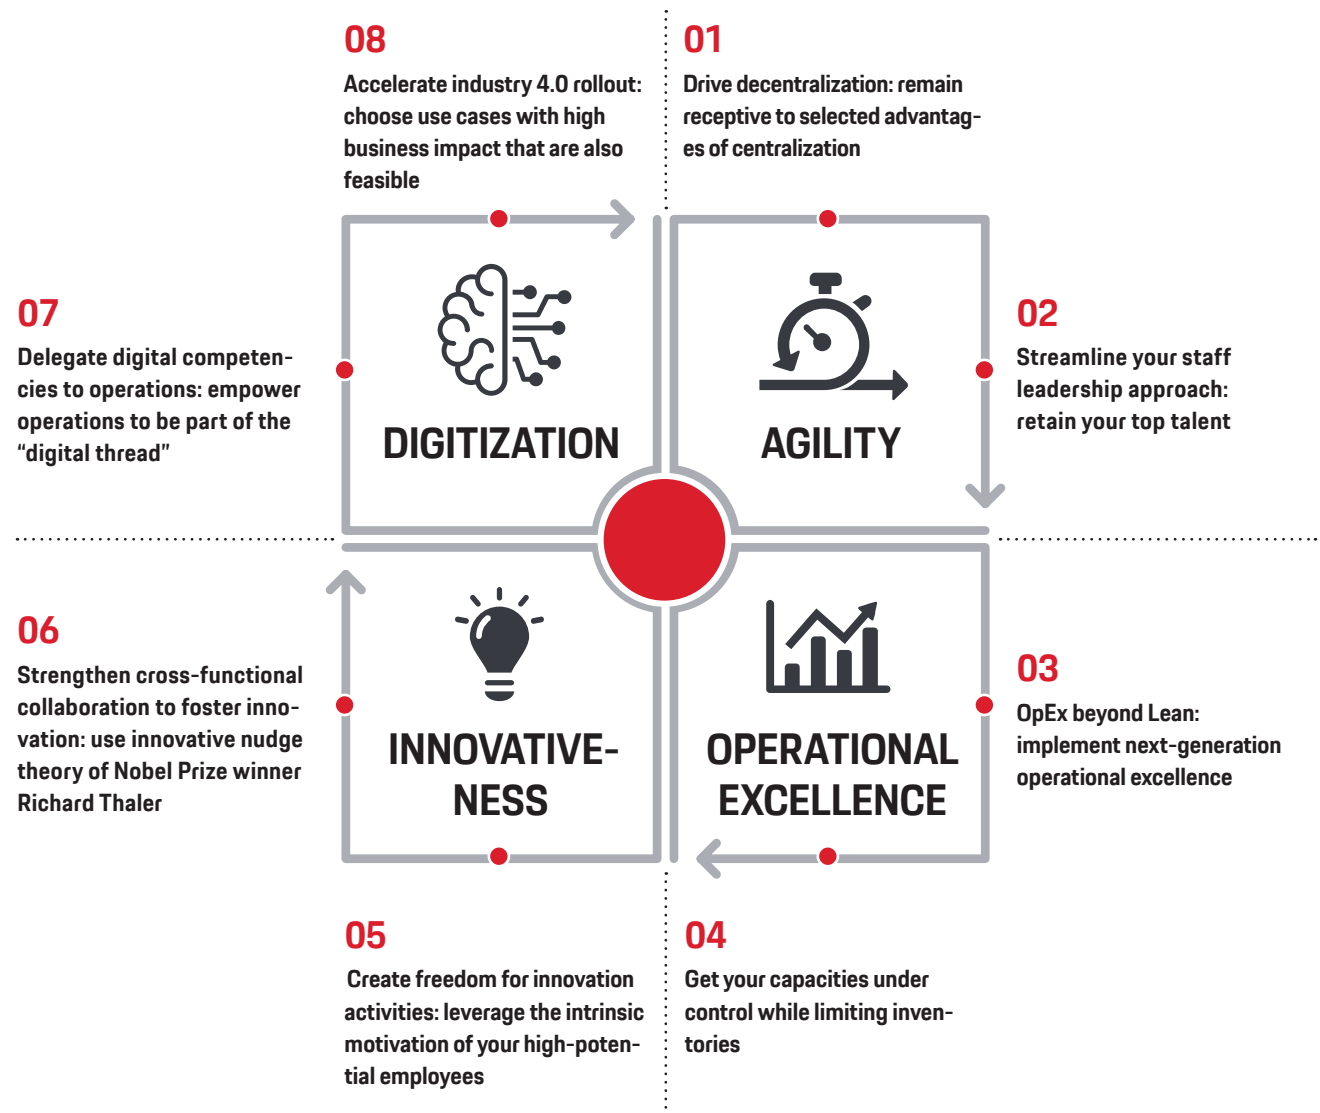 08
Accelerate industry 4.0 rollout:
choose use cases with high
business impact that are also
feasible
01
Drive decentralization: remain
receptive to selected advantag-
es of centralization
07
Delegate digital competen-
cies to operations: empower
operations to be part of the
“digital thread”
DIGITIZATION
AGILITY
02
Streamline your staff
leadership approach:
retain your top talent
06
Strengthen cross-functional
collaboration to foster inno-
vation: use innovative nudge
theory of Nobel Prize winner
Richard Thaler
INNOVATIVE-
NESS
OPERATIONAL
EXCELLENCE
03
OpEx beyond Lean:
implement next-generation
operational excellence
05
Create freedom for innovation
activities: leverage the intrinsic
motivation of your high-poten-
tial employees
04
Get your capacities under
control while limiting inven-
tories